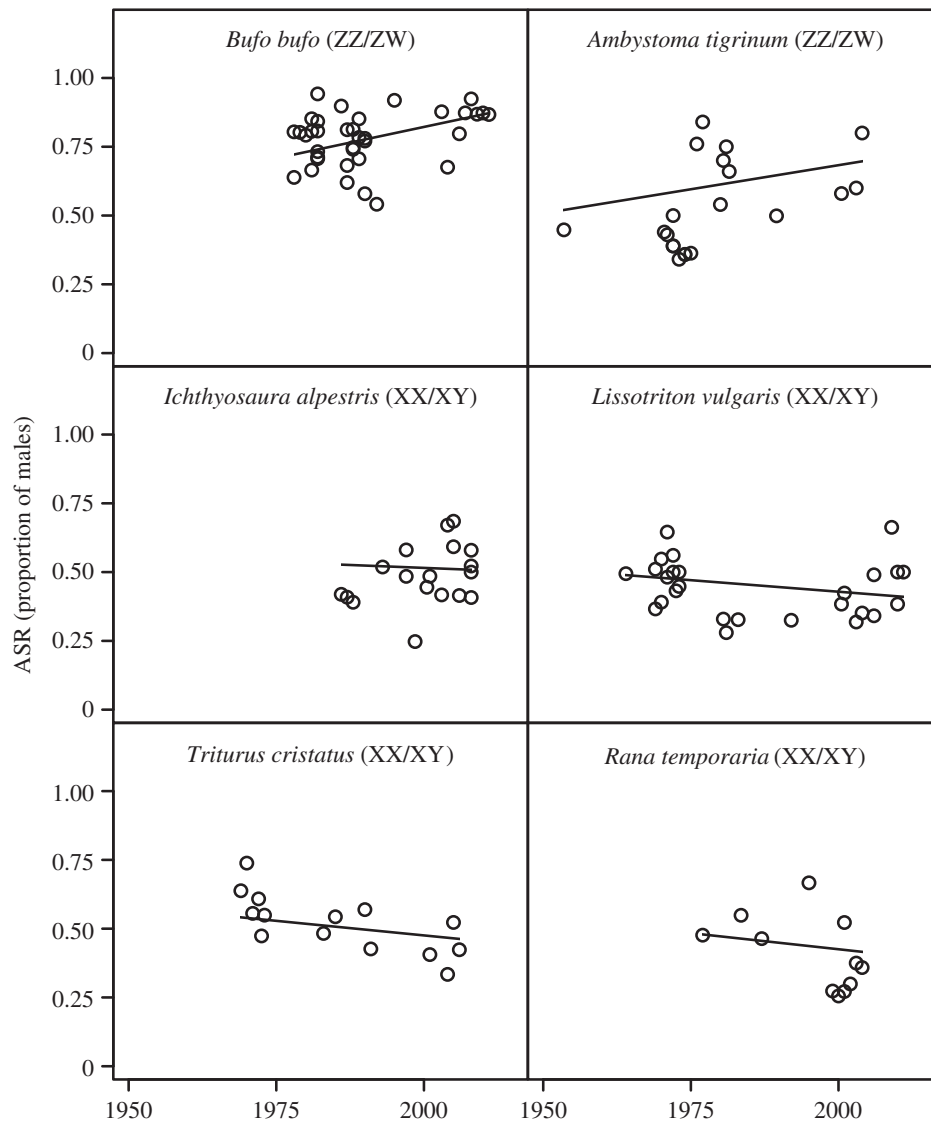 Bufo bufo (ZZ/ZW)
Ambystoma tigrinum (ZZ/ZW)
1.00
0.75
0.50
0.25
0
Ichthyosaura alpestris (XX/XY)
Lissotriton vulgaris (XX/XY)
1.00
0.75
0.50
0.25
0
ASR (proportion of males)
Triturus cristatus (XX/XY)
Rana temporaria (XX/XY)
1.00
0.75
0.50
0.25
0
1950 1975 2000 1950 1975 2000